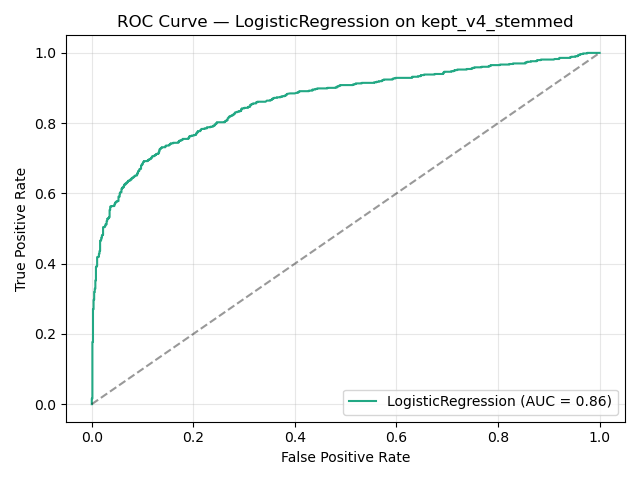 ROC Curve — LogisticRegression on kept_v4_stemmed
1.0
0.8
0.6
0.4
0.2
0.0
True Positive Rate
LogisticRegression (AUC = 0.86)
0.0 0.2 0.4 0.6 0.8 1.0
False Positive Rate